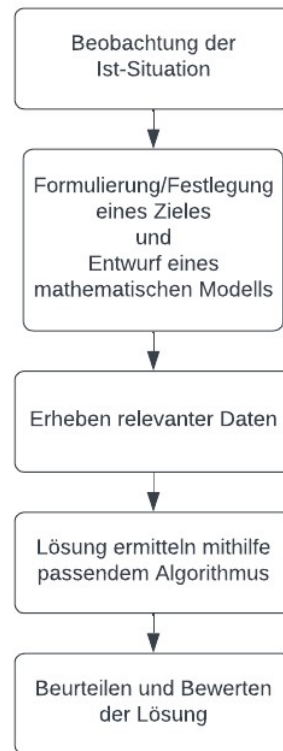 Beobachtung der
Ist-Situation
Formulierung/Festlegung
eines Zieles
und
Entwurf eines
mathematischen Modells
Erheben relevanter Daten
Lösung ermitteln mithilfe
passendem Algorithmus
Beurteilen und Bewerten
der Lösung